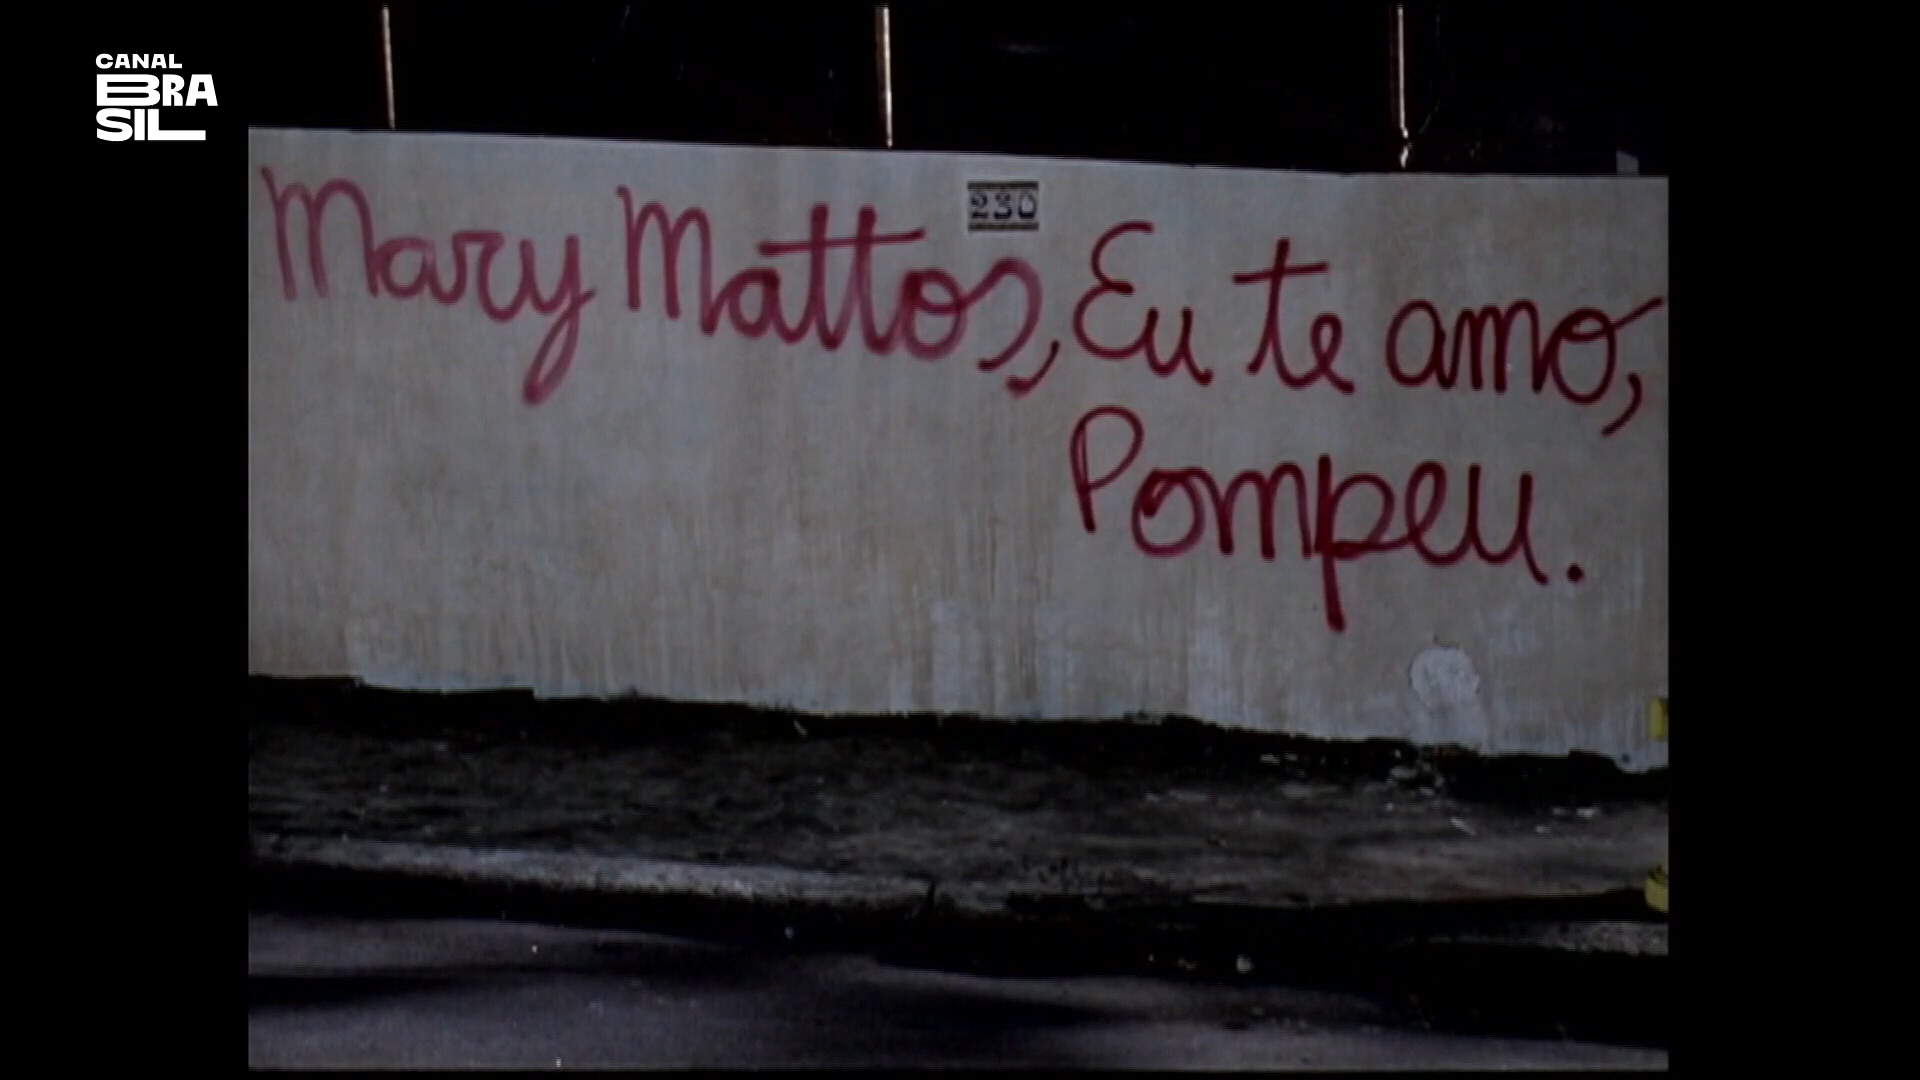 CANAL
BRA
SIL
230
Mary Mattos, Eu te amo,
Pompeu.